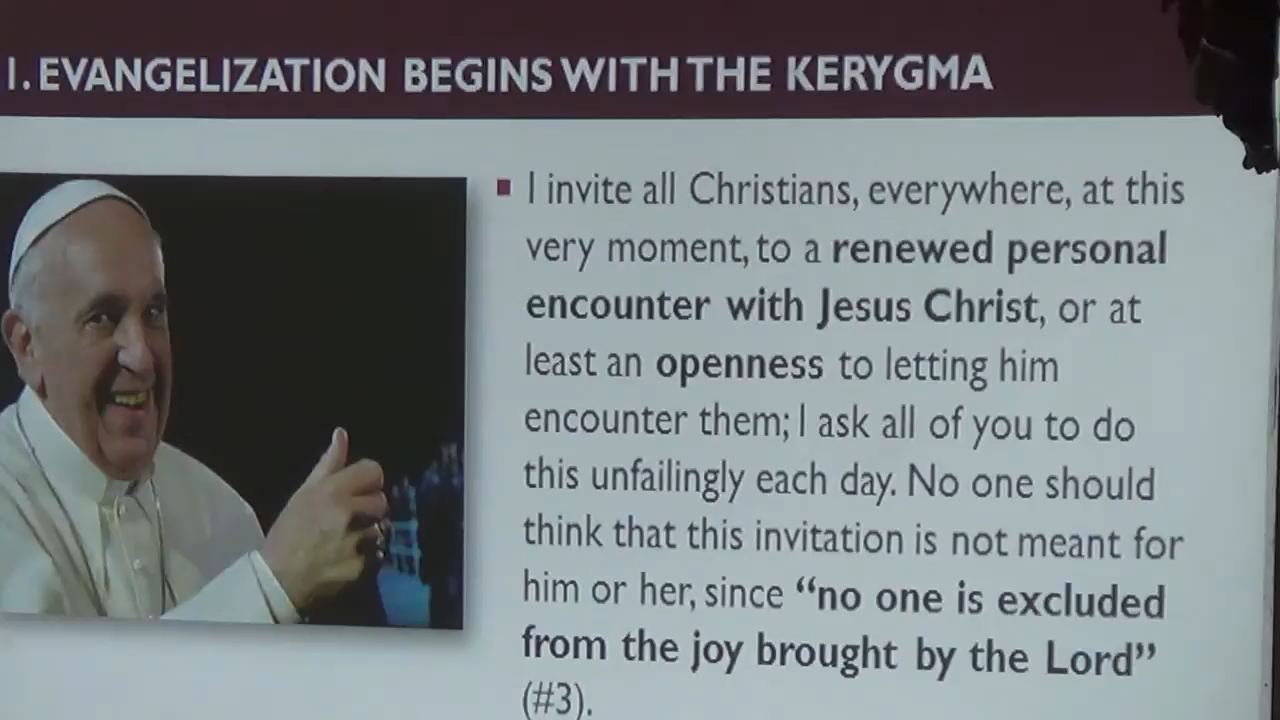 I. EVANGELIZATION BEGINS WITH THE KERYGMA
I invite all Christians, everywhere, at this
very moment, to a renewed personal
encounter with Jesus Christ, or at
least an openness to letting him
encounter them; I ask all of you to do
this unfailingly each day. No one should
think that this invitation is not meant for
him or her, since “no one is excluded
from the joy brought by the Lord”
(#3).